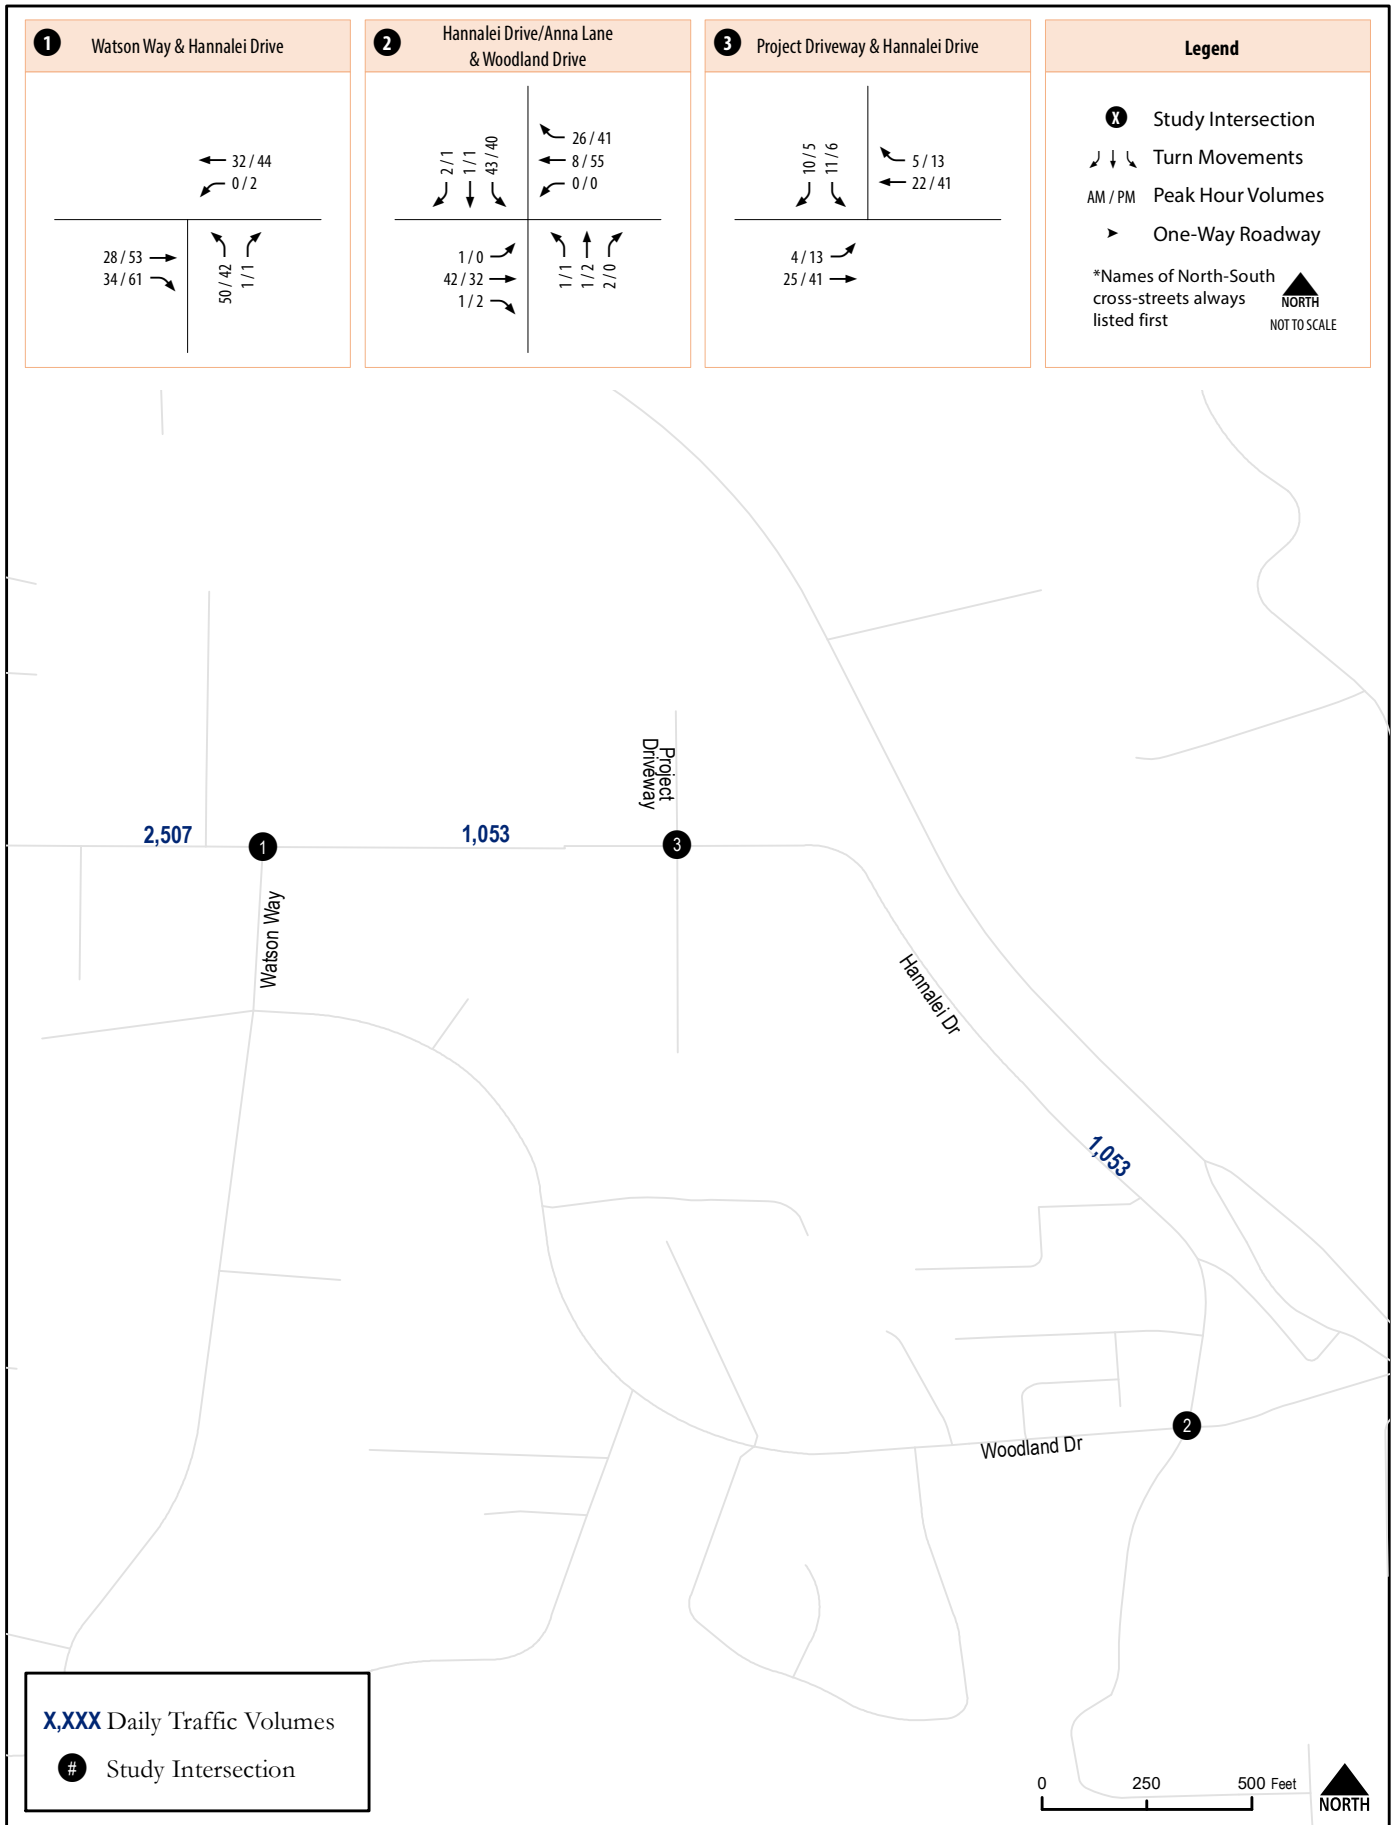 1 Watson Way & Hannalei Drive
32 / 44
0 / 2
28 / 53
34 / 61
50 / 42
1 / 1
2 Hannalei Drive/Anna Lane
& Woodland Drive
2 / 1
1 / 1
43 / 40
26 / 41
8 / 55
0 / 0
1 / 0
42 / 32
1 / 2
1 / 1
1 / 2
2 / 0
3 Project Driveway & Hannalei Drive
10 / 5
11 / 6
5 / 13
22 / 41
4 / 13
25 / 41
Legend
X Study Intersection
Turn Movements
AM / PM Peak Hour Volumes
One-Way Roadway
*Names of North-South
cross-streets always
listed first
NORTH
NOT TO SCALE
Project
Driveway
2,507
1
1,053
3
Watson Way
Hannalei Dr
1,053
2
Woodland Dr
X,XXX Daily Traffic Volumes
# Study Intersection
0 250 500 Feet
NORTH